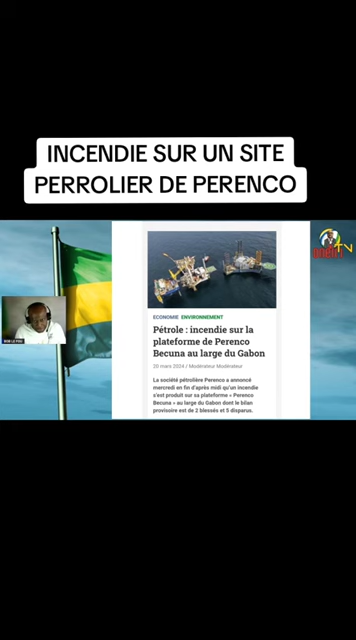 INCENDIE SUR UN SITE
PERROLIER DE PERENCO
TV
ECONOMIE ENVIRONNEMENT
Pétrole : incendie sur la
plateforme de Perenco
Becuna au large du Gabon
20 mars 2024 / Modérateur Modérateur
La société pétrolière Perenco a annoncé
mercredi en fin d'après midi qu'un incendie
s'est produit sur sa plateforme « Perenco
Becuna » au large du Gabon dont le bilan
provisoire est de 2 blessés et 5 disparus.